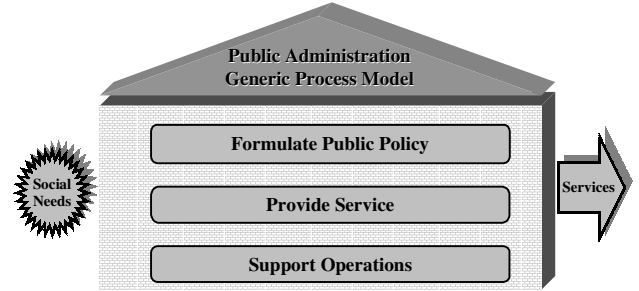 Public Administration
Generic Process Model
Formulate Public Policy
Social
Needs
Provide Service
Services
Support Operations